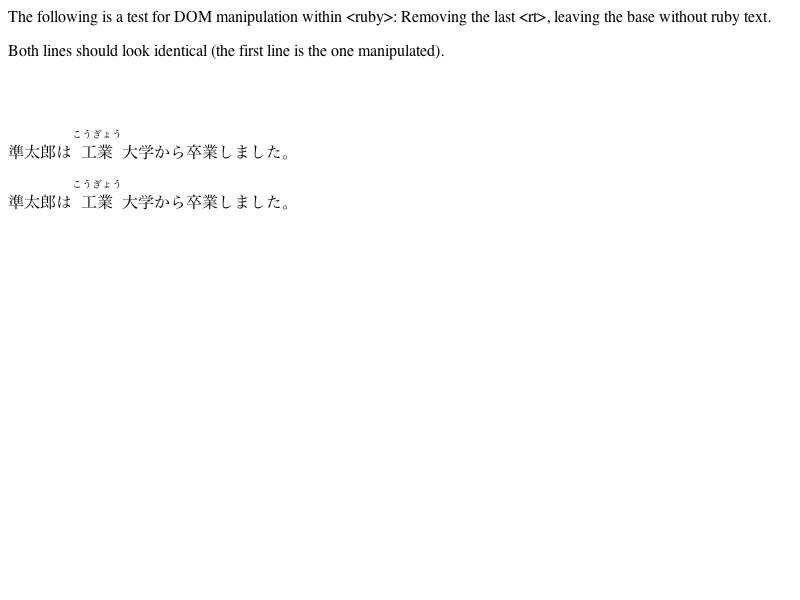 The following is a test for DOM manipulation within <ruby>: Removing the last <rt>, leaving the base without ruby text.
Both lines should look identical (the first line is the one manipulated).
こうぎょう
準太郎は 工業 大学から卒業しました。
こうぎょう
準太郎は 工業 大学から卒業しました。